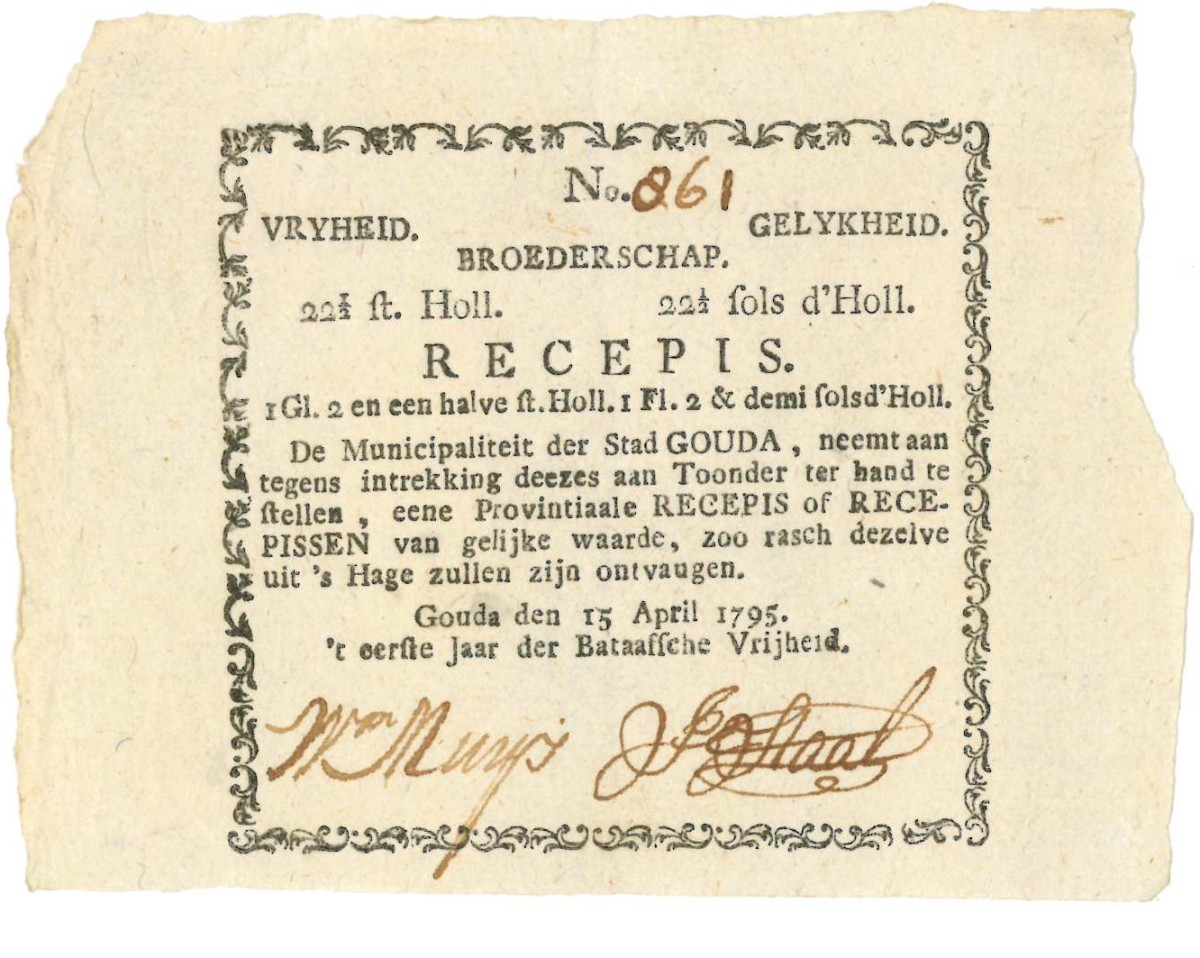 No. 861
VRYHEID. GELYKHEID.
BROEDERSCHAP.
22½ ſt. Holl. 22½ ſols d'Holl.
RECEPIS.
1 Gl. 2 en een halve ſt. Holl. 1 Fl. 2 & demi ſols d'Holl.
De Municipaliteit der Stad GOUDA, neemt aan
tegens intrekking deezes aan Toonder ter hand te
ſtellen, eene Provintiaale RECEPIS of RECE-
PISSEN van gelijke waarde, zoo rasch dezelve
uit 's Hage zullen zijn ontvaugen.
Gouda den 15 April 1795.
't eerſte Jaar der Bataafſche Vrijheid.
Wm Muys Staal